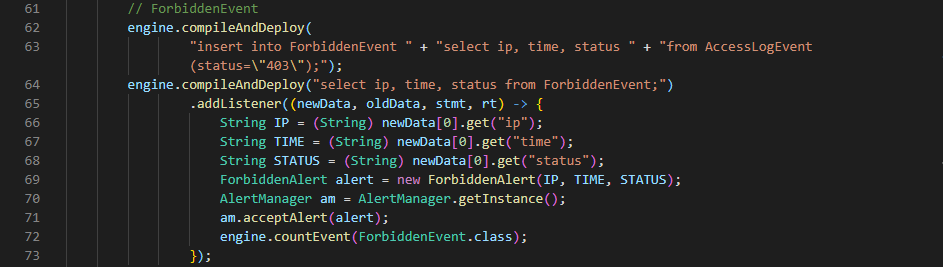 61 // ForbiddenEvent
62 engine.compileAndDeploy(
63 "insert into ForbiddenEvent " + "select ip, time, status " + "from AccessLogEvent
(status=\"403\");");
64 engine.compileAndDeploy("select ip, time, status from ForbiddenEvent;")
65 .addListener((newData, oldData, stmt, rt) -> {
66 String IP = (String) newData[0].get("ip");
67 String TIME = (String) newData[0].get("time");
68 String STATUS = (String) newData[0].get("status");
69 ForbiddenAlert alert = new ForbiddenAlert(IP, TIME, STATUS);
70 AlertManager am = AlertManager.getInstance();
71 am.acceptAlert(alert);
72 engine.countEvent(ForbiddenEvent.class);
73 });